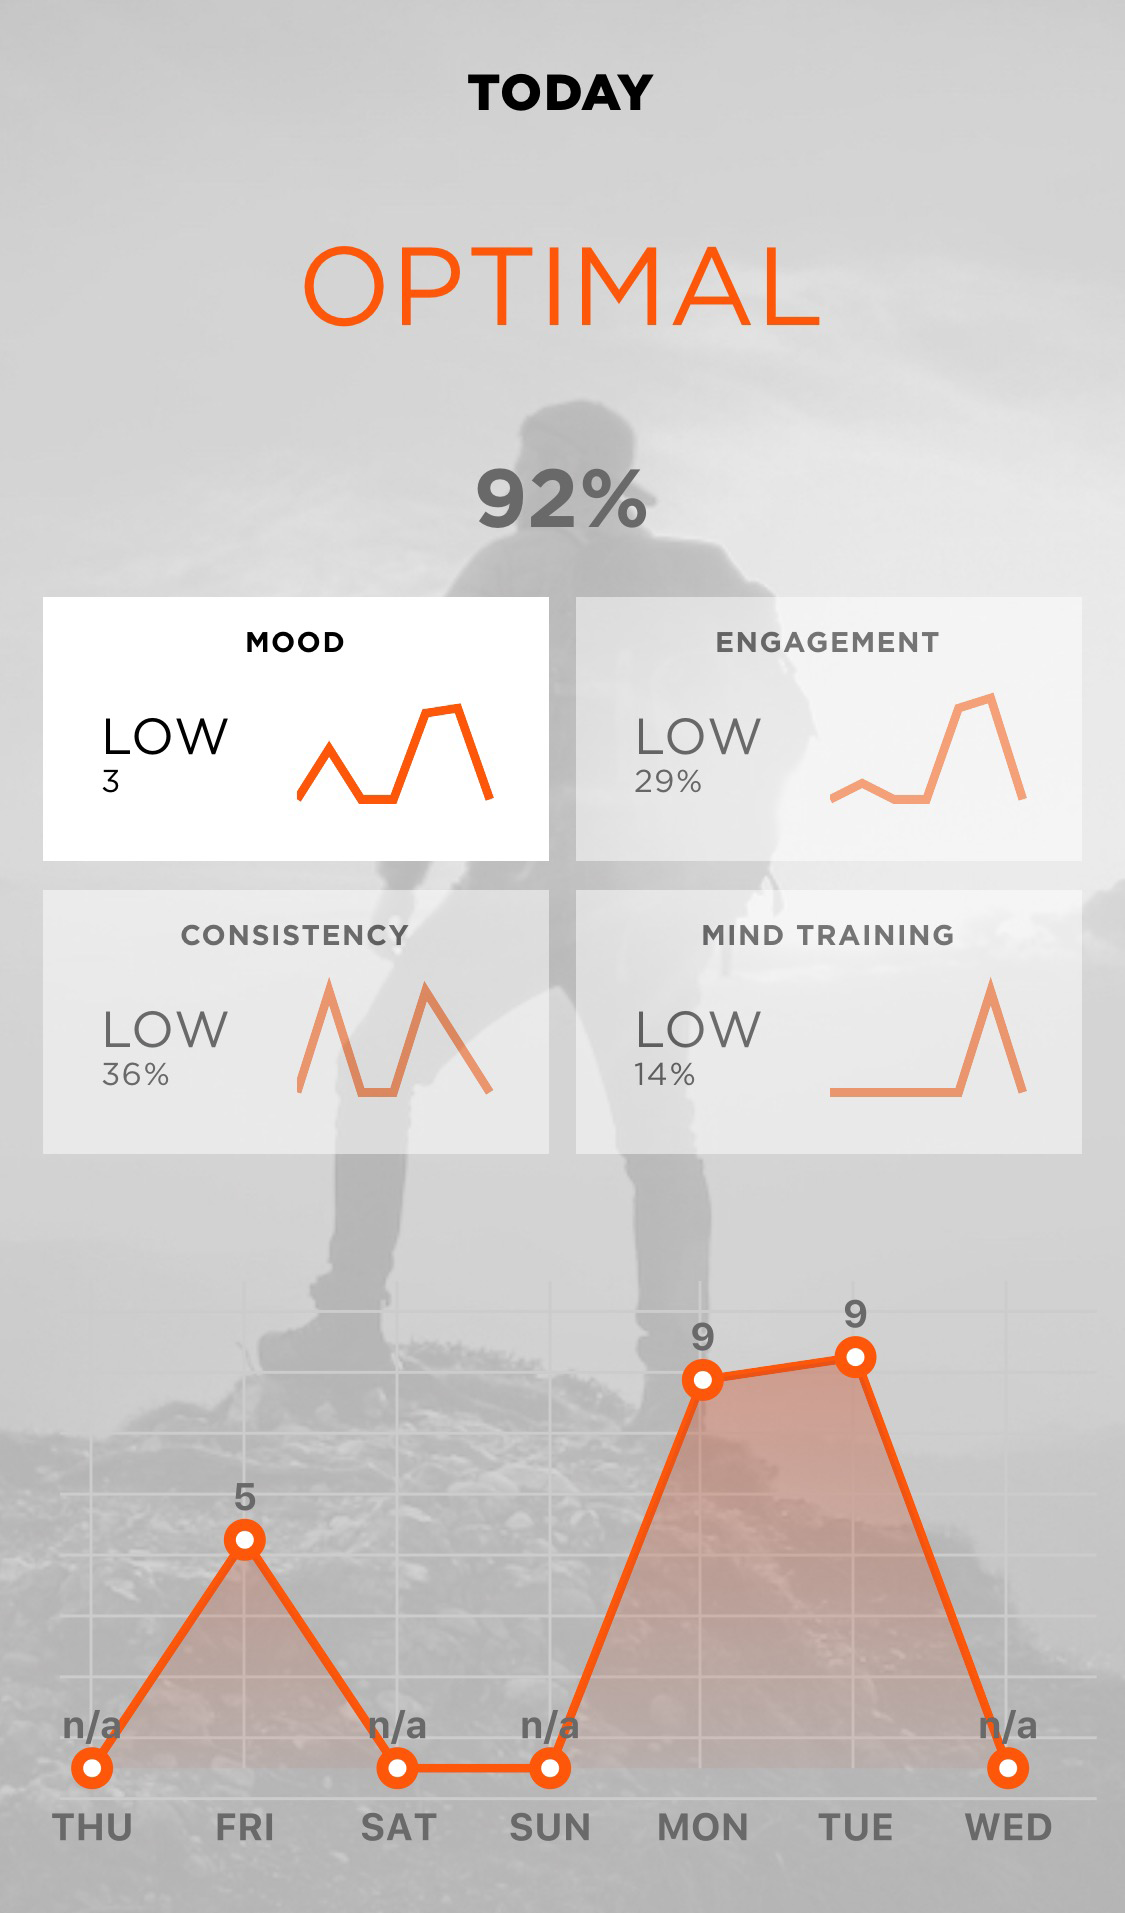 TODAY
OPTIMAL
92%
MOOD
LOW
3
ENGAGEMENT
LOW
29%
CONSISTENCY
LOW
36%
MIND TRAINING
LOW
14%
n/a 5 n/a n/a 9 9 n/a
THU FRI SAT SUN MON TUE WED